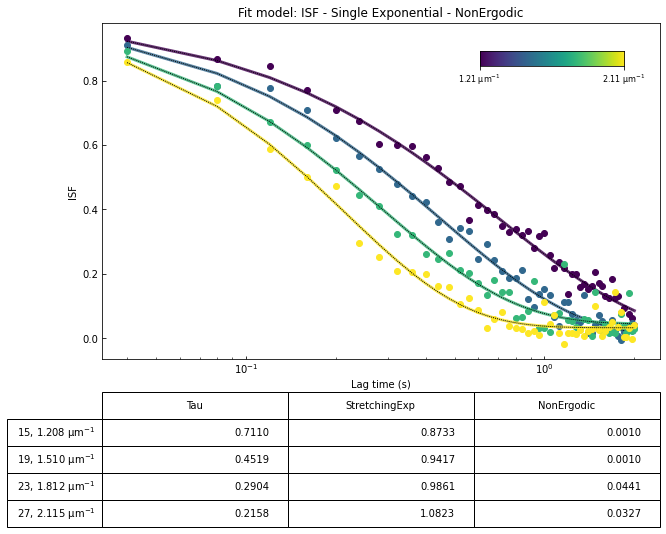 Fit model: ISF - Single Exponential - NonErgodic
1.21 μm⁻¹ 2.11 μm⁻¹
0.8
0.6
ISF
0.4
0.2
0.0
10⁻¹ 10⁰
Lag time (s)
Tau StretchingExp NonErgodic
15, 1.208 μm⁻¹ 0.7110 0.8733 0.0010
19, 1.510 μm⁻¹ 0.4519 0.9417 0.0010
23, 1.812 μm⁻¹ 0.2904 0.9861 0.0441
27, 2.115 μm⁻¹ 0.2158 1.0823 0.0327